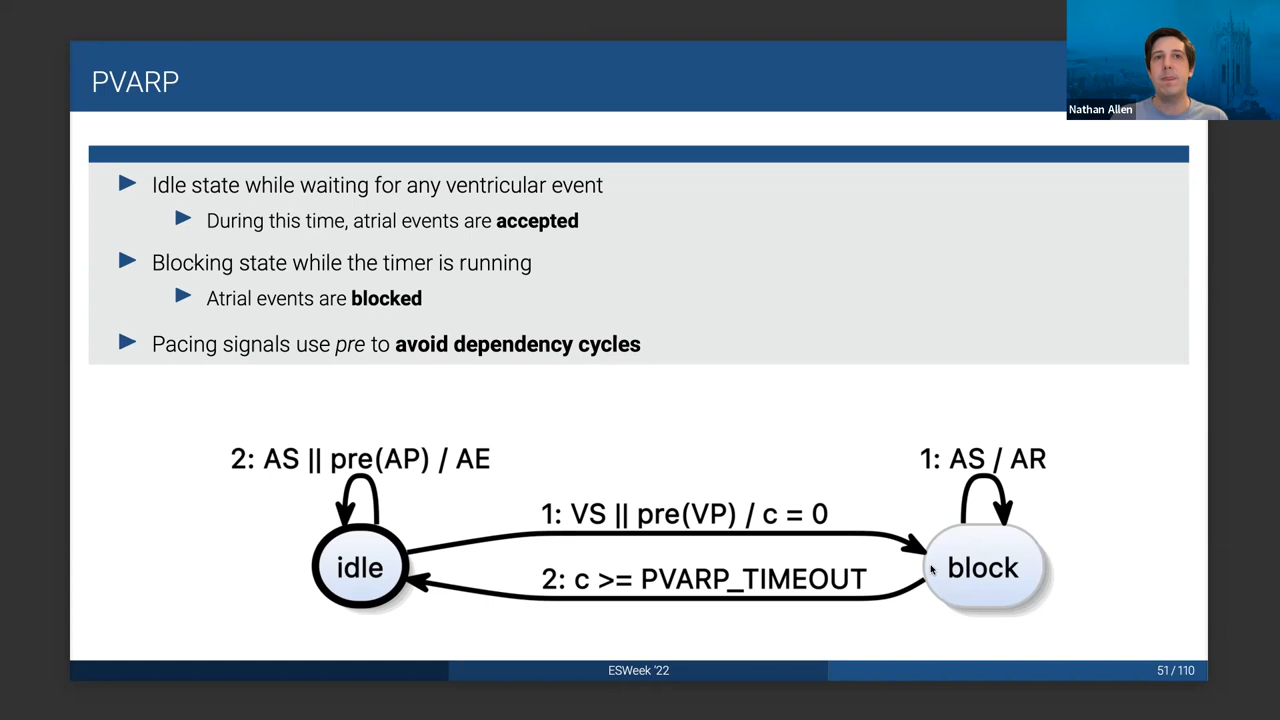 PVARP
Nathan Allen
Idle state while waiting for any ventricular event
During this time, atrial events are accepted
Blocking state while the timer is running
Atrial events are blocked
Pacing signals use pre to avoid dependency cycles
2: AS || pre(AP) / AE
1: AS / AR
1: VS || pre(VP) / c = 0
idle
block
2: c >= PVARP_TIMEOUT
ESWeek '22
51 / 110